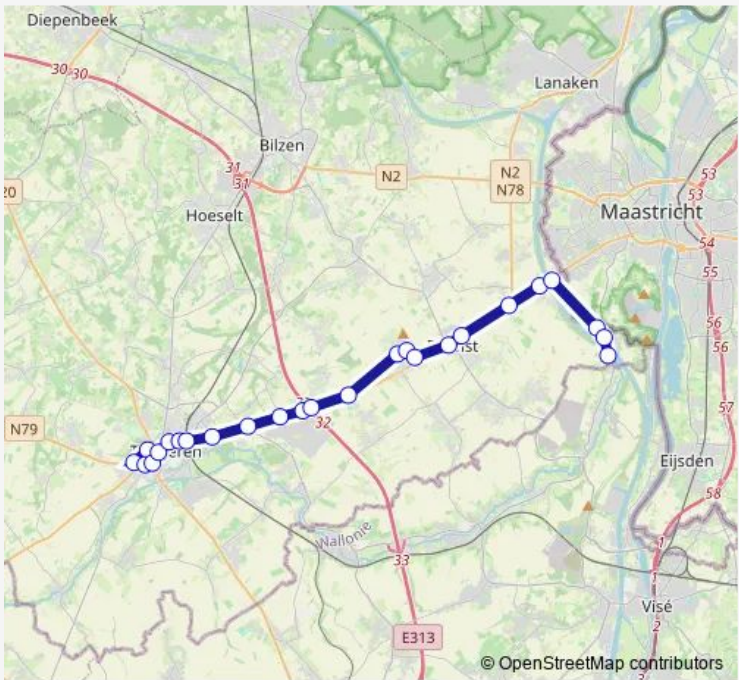 Diepenbeek
30 30
Lanaken
Bilzen
31
31
N2
N2
N78
20
53
53
Hoeselt
Maastricht
54
55
56
56
32
N79
57
Eijsden
58
Wallonie
33
1
1
Visé
2
E313
© OpenStreetMap contributors